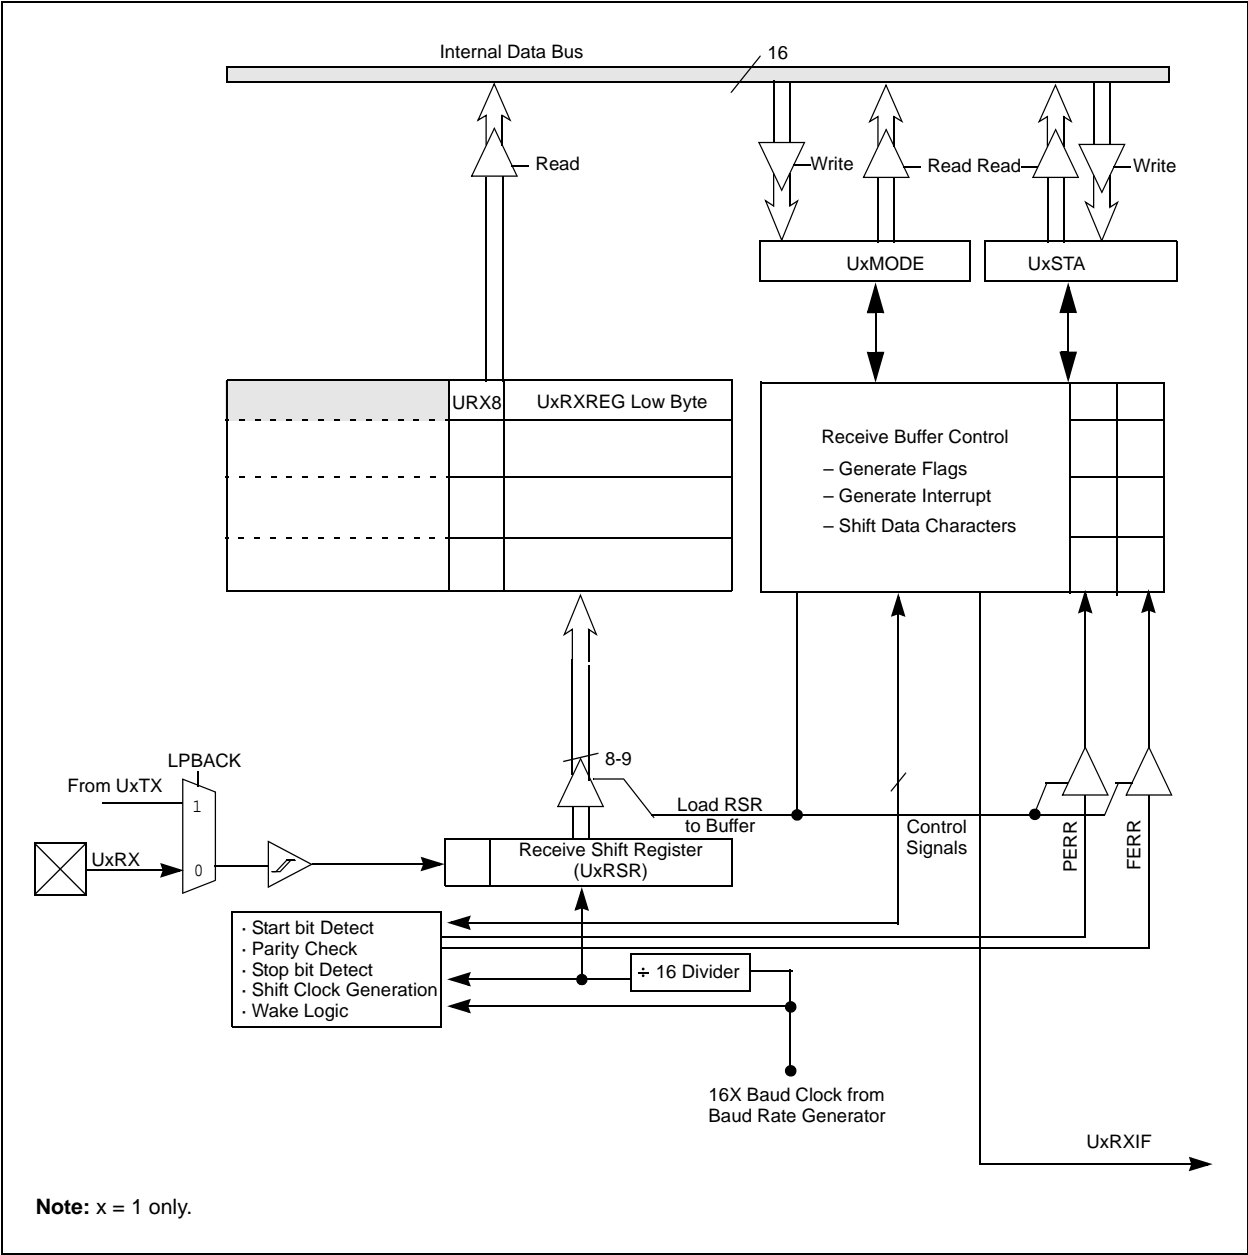 Internal Data Bus
16
Read
Write
Read Read
Write
UxMODE
UxSTA
URX8
UxRXREG Low Byte
Receive Buffer Control
– Generate Flags
– Generate Interrupt
– Shift Data Characters
LPBACK
From UxTX
1
UxRX
0
8-9
Load RSR
to Buffer
Control
Signals
PERR
FERR
Receive Shift Register
(UxRSR)
· Start bit Detect
· Parity Check
· Stop bit Detect
· Shift Clock Generation
· Wake Logic
÷ 16 Divider
16X Baud Clock from
Baud Rate Generator
UxRXIF
Note: x = 1 only.